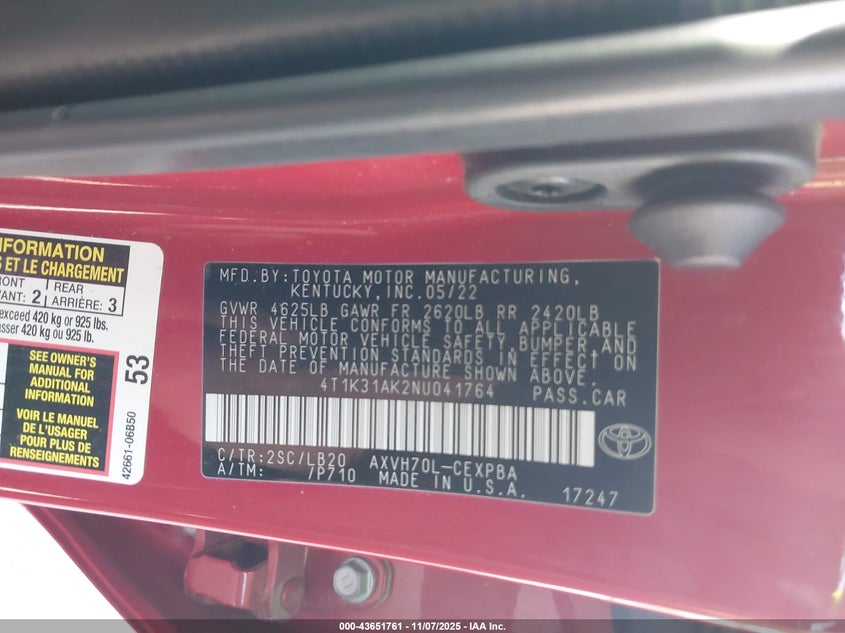 INFORMATION
S ET LE CHARGEMENT
REAR
2 ARRIÈRE: 3
exceed 420 kg or 925 lbs.
420 kg ou 925 lb.
SEE OWNER'S
MANUAL FOR
ADDITIONAL
INFORMATION
VOIR LE MANUEL
DE L'USAGER
POUR PLUS DE
RENSEIGNEMENTS
53
42661-06B50
MFD.BY:TOYOTA MOTOR MANUFACTURING,
KENTUCKY, INC. 05/22
GVWR 4625LB GAWR FR 2620LB RR 2420LB
THIS VEHICLE CONFORMS TO ALL APPLICABLE
FEDERAL MOTOR VEHICLE SAFETY, BUMPER AND
THEFT PREVENTION STANDARDS IN EFFECT ON
THE DATE OF MANUFACTURE SHOWN ABOVE.
4T1K31AK2NU041764 PASS.CAR
C/TR:2SC/LB20 AXVH70L-CEXPBA
A/TM: 7P710 MADE IN U.S.A. 17247
000-43651761 - 11/07/2025 - IAA Inc.